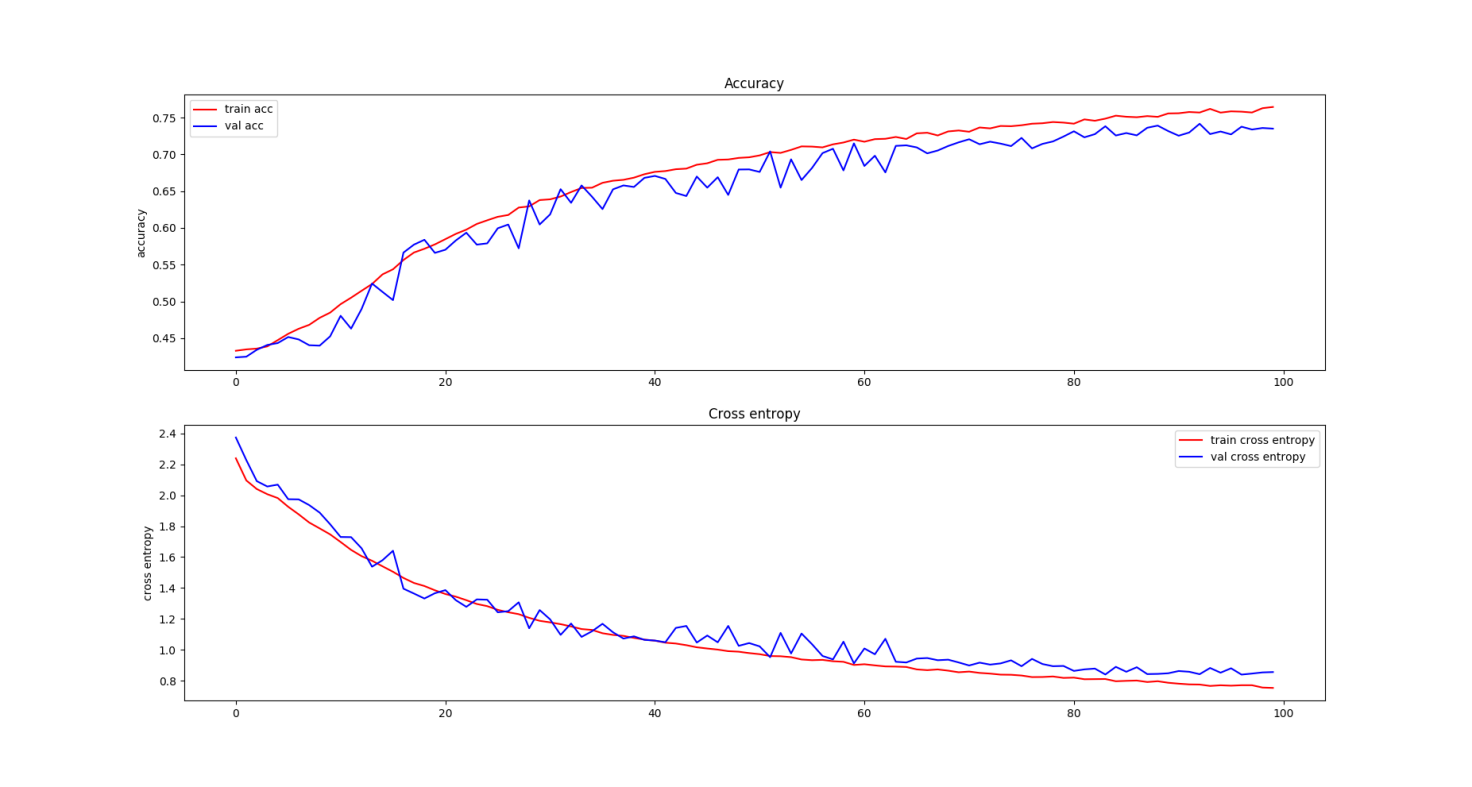 Accuracy
train acc
val acc
accuracy
0.75
0.70
0.65
0.60
0.55
0.50
0.45
0 20 40 60 80 100
Cross entropy
train cross entropy
val cross entropy
cross entropy
2.4
2.2
2.0
1.8
1.6
1.4
1.2
1.0
0.8
0 20 40 60 80 100